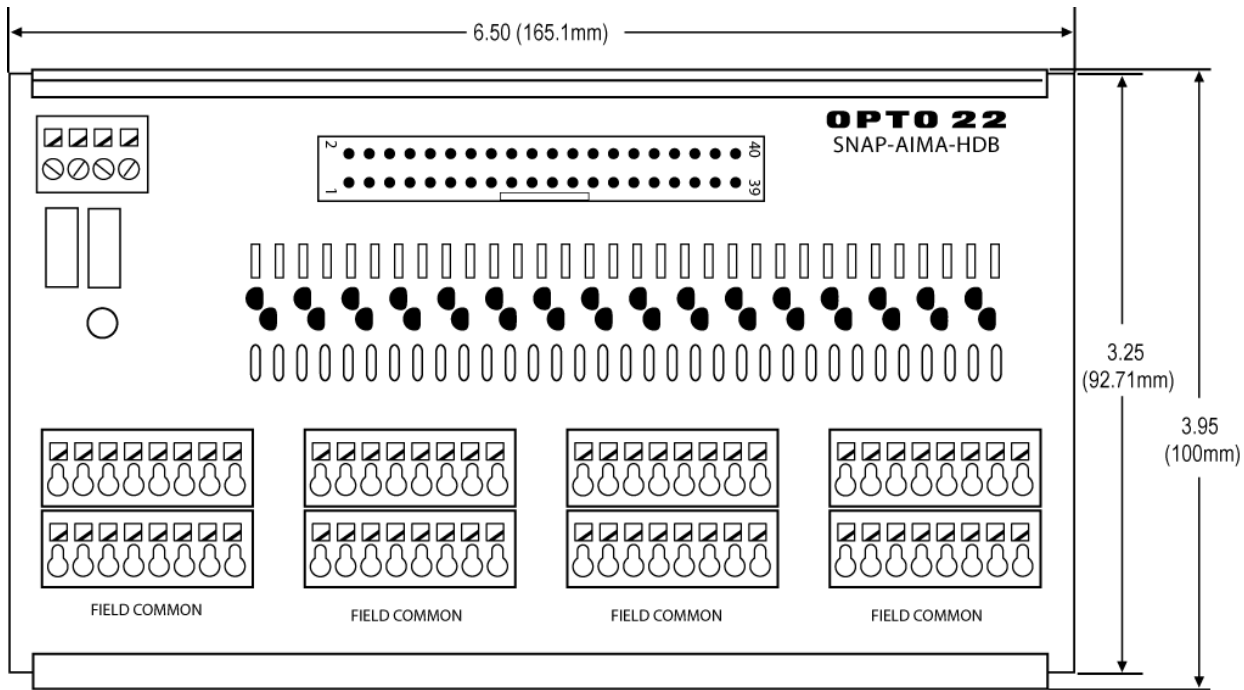 6.50 (165.1mm)
OPTO 22
SNAP-AIMA-HDB
2
40
1
39
3.25
(92.71mm)
3.95
(100mm)
FIELD COMMON
FIELD COMMON
FIELD COMMON
FIELD COMMON